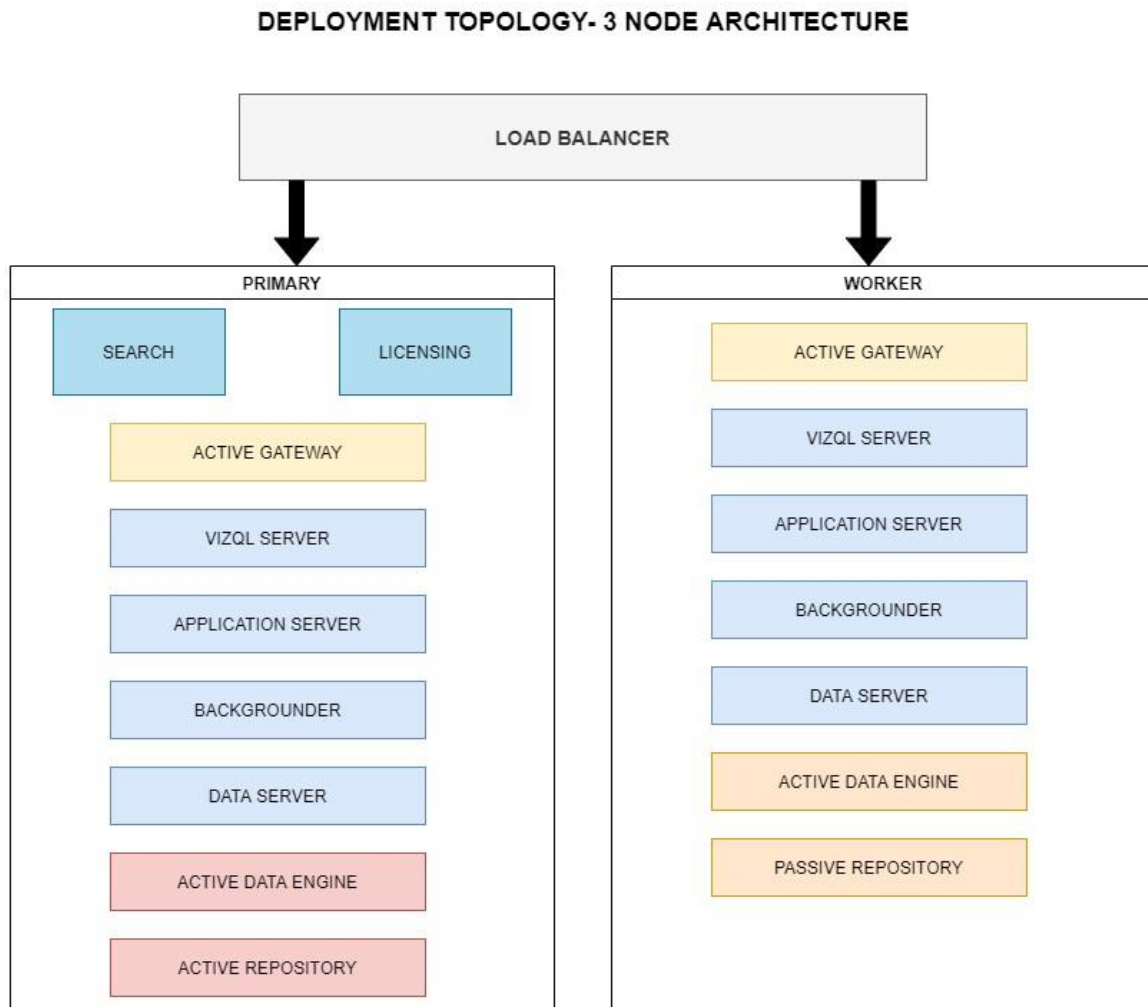 DEPLOYMENT TOPOLOGY- 3 NODE ARCHITECTURE
LOAD BALANCER
PRIMARY
SEARCH
LICENSING
ACTIVE GATEWAY
VIZQL SERVER
APPLICATION SERVER
BACKGROUNDER
DATA SERVER
ACTIVE DATA ENGINE
ACTIVE REPOSITORY
WORKER
ACTIVE GATEWAY
VIZQL SERVER
APPLICATION SERVER
BACKGROUNDER
DATA SERVER
ACTIVE DATA ENGINE
PASSIVE REPOSITORY